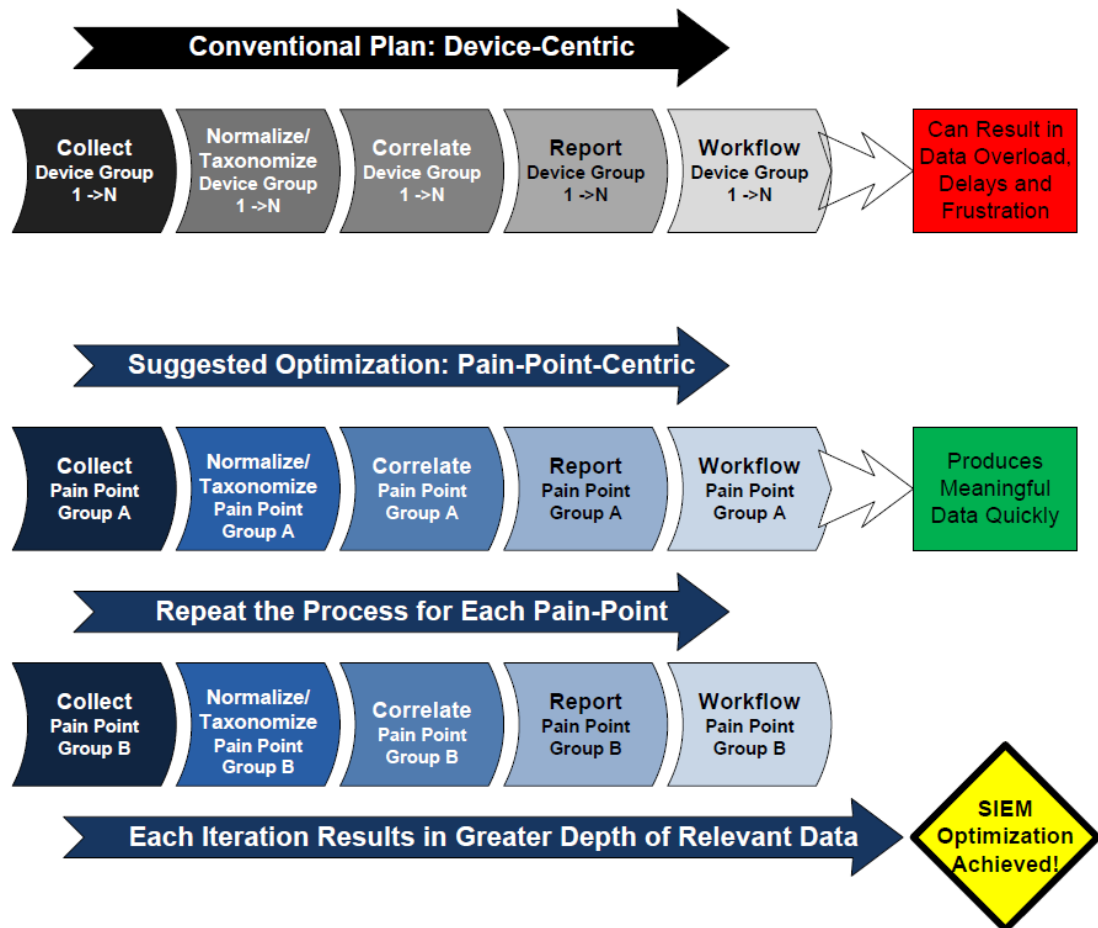 Conventional Plan: Device-Centric
Collect
Device Group
1 ->N
Normalize/
Taxonomize
Device Group
1 ->N
Correlate
Device Group
1 ->N
Report
Device Group
1 ->N
Workflow
Device Group
1 ->N
Can Result in
Data Overload,
Delays and
Frustration
Suggested Optimization: Pain-Point-Centric
Collect
Pain Point
Group A
Normalize/
Taxonomize
Pain Point
Group A
Correlate
Pain Point
Group A
Report
Pain Point
Group A
Workflow
Pain Point
Group A
Produces
Meaningful
Data Quickly
Repeat the Process for Each Pain-Point
Collect
Pain Point
Group B
Normalize/
Taxonomize
Pain Point
Group B
Correlate
Pain Point
Group B
Report
Pain Point
Group B
Workflow
Pain Point
Group B
Each Iteration Results in Greater Depth of Relevant Data
SIEM
Optimization
Achieved!